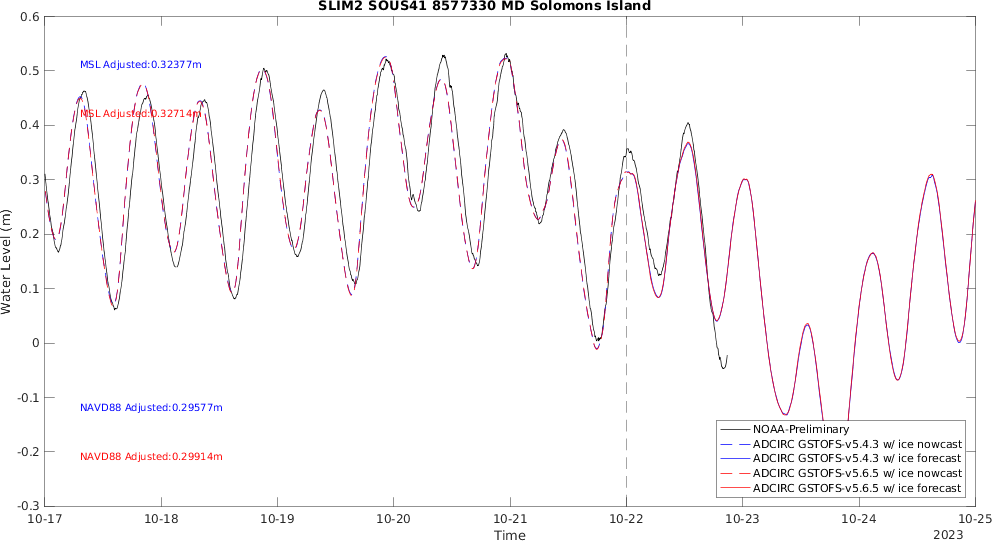 SLIM2 SOUS41 8577330 MD Solomons Island
0.6
0.5
0.4
0.3
0.2
0.1
0
-0.1
-0.2
-0.3
Water Level (m)
MSL Adjusted:0.32377m
MSL Adjusted:0.32714m
NAVD88 Adjusted:0.29577m
NAVD88 Adjusted:0.29914m
NOAA-Preliminary
ADCIRC GSTOFS-v5.4.3 w/ ice nowcast
ADCIRC GSTOFS-v5.4.3 w/ ice forecast
ADCIRC GSTOFS-v5.6.5 w/ ice nowcast
ADCIRC GSTOFS-v5.6.5 w/ ice forecast
10-17 10-18 10-19 10-20 10-21 10-22 10-23 10-24 10-25
Time
2023